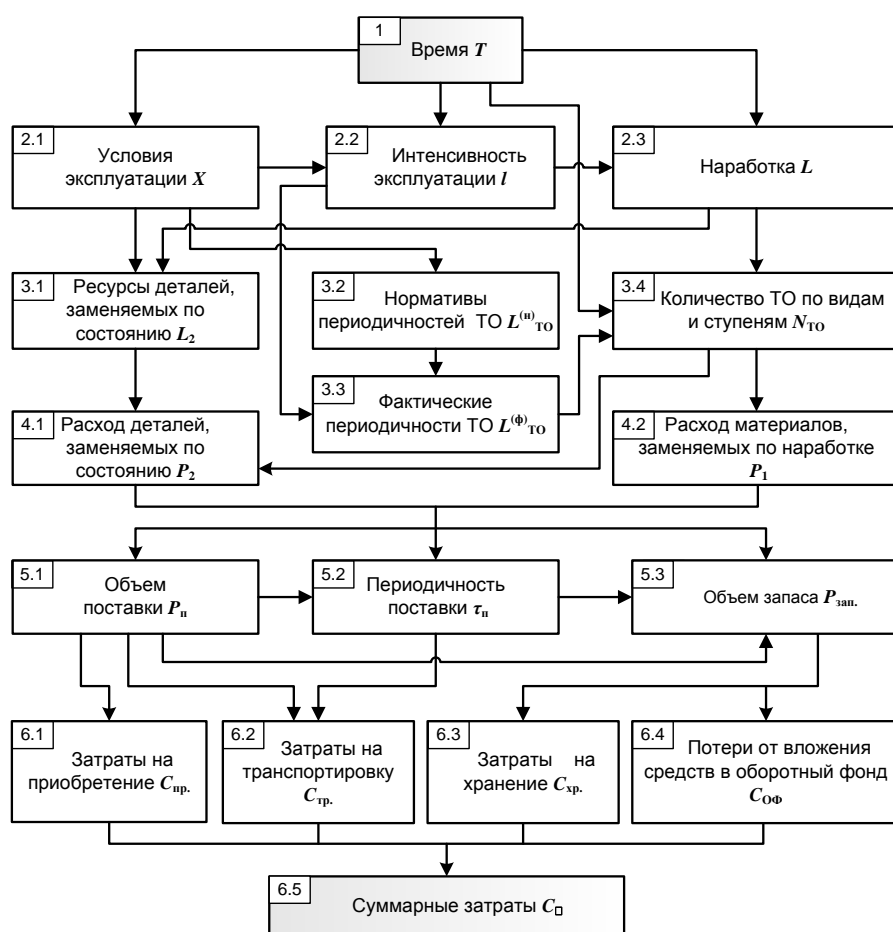 1
Время T
2.1
Условия
эксплуатации X
2.2
Интенсивность
эксплуатации l
2.3
Наработка L
3.1
Ресурсы деталей,
заменяемых по
состоянию L₂
3.2
Нормативы
периодичностей ТО L⁽ⁿ⁾ТО
3.4
Количество ТО по видам
и ступеням NТО
3.3
Фактические
периодичности ТО L⁽ф⁾ТО
4.1
Расход деталей,
заменяемых по
состоянию P₂
4.2
Расход материалов,
заменяемых по наработке
P₁
5.1
Объем
поставки Pп
5.2
Периодичность
поставки τп
5.3
Объем запаса Pзап.
6.1
Затраты на
приобретение Cпр.
6.2
Затраты на
транспортировку
Cтр.
6.3
Затраты на
хранение Cхр.
6.4
Потери от вложения
средств в оборотный фонд
CОФ
6.5
Суммарные затраты C□